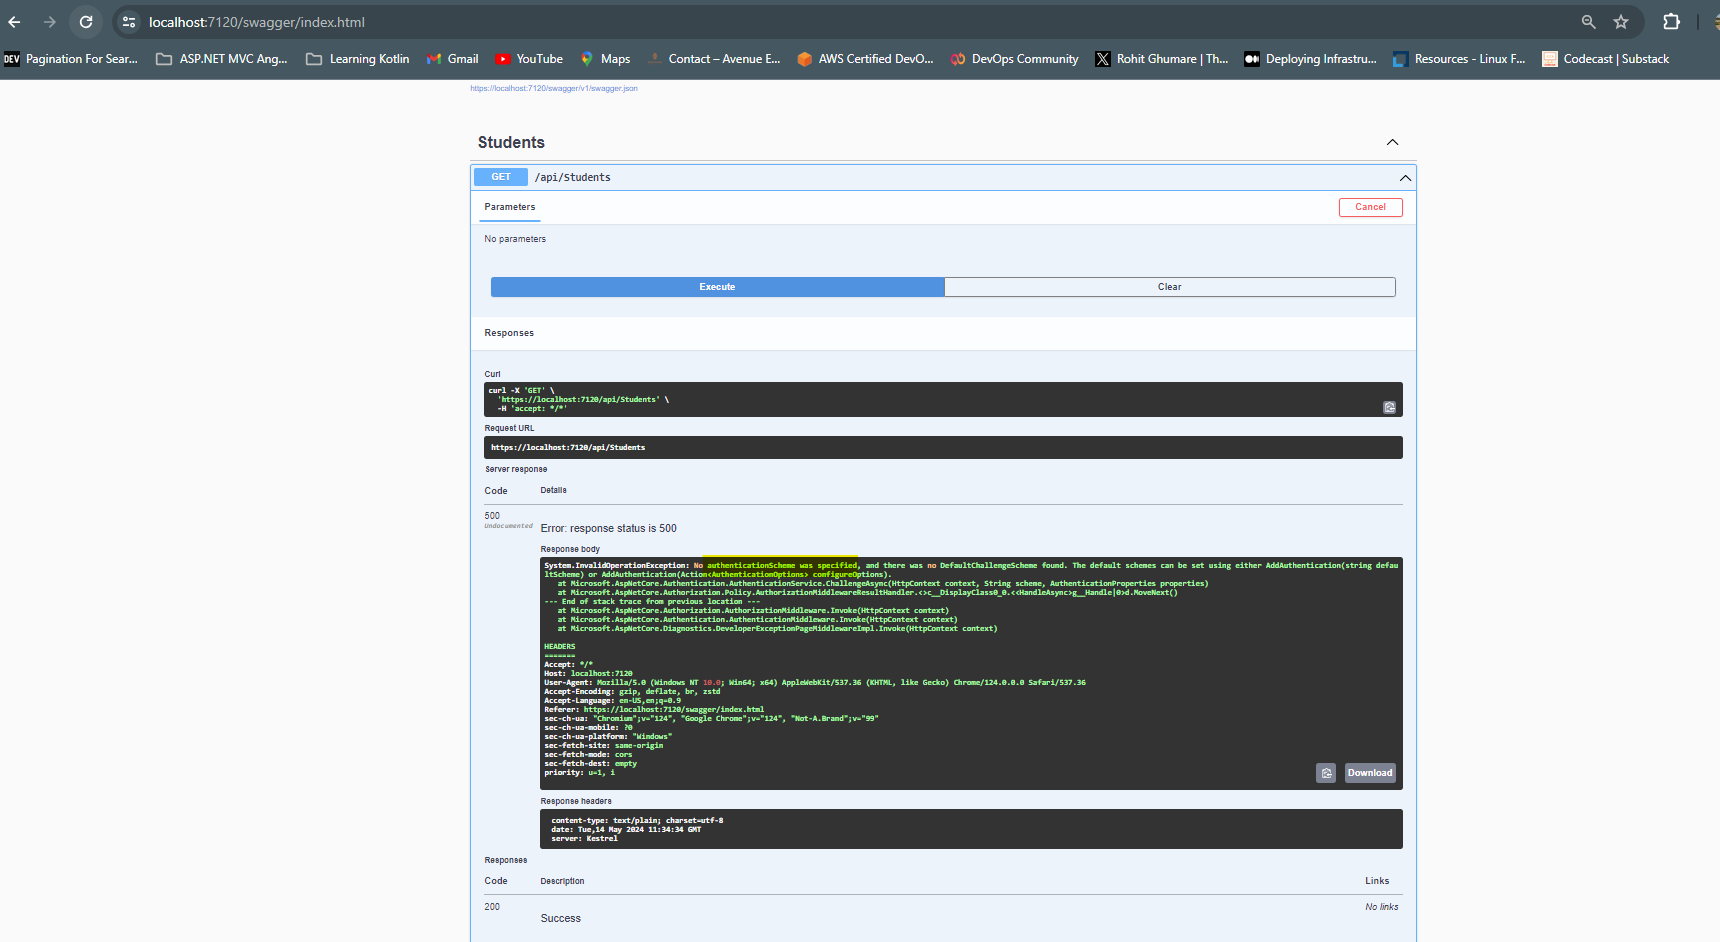 localhost:7120/swagger/index.html
DEV Pagination For Sear... ASP.NET MVC Ang... Learning Kotlin Gmail YouTube Maps Contact – Avenue E... AWS Certified DevO... DevOps Community Rohit Ghumare | Th... Deploying Infrastru... Resources - Linux F... Codecast | Substack
https://localhost:7120/swagger/v1/swagger.json
Students
GET /api/Students
Parameters Cancel
No parameters
Execute Clear
Responses
Curl
curl -X 'GET' \
'https://localhost:7120/api/Students' \
-H 'accept: */*'
Request URL
https://localhost:7120/api/Students
Server response
Code Details
500
Undocumented
Error: response status is 500
Response body
System.InvalidOperationException: No authenticationScheme was specified, and there was no DefaultChallengeScheme found. The default schemes can be set using either AddAuthentication(string defau
ltScheme) or AddAuthentication(Action<AuthenticationOptions> configureOptions).
at Microsoft.AspNetCore.Authentication.AuthenticationService.ChallengeAsync(HttpContext context, String scheme, AuthenticationProperties properties)
at Microsoft.AspNetCore.Authorization.Policy.AuthorizationMiddlewareResultHandler.<>c__DisplayClass0_0.<<HandleAsync>g__Handle|0>d.MoveNext()
--- End of stack trace from previous location ---
at Microsoft.AspNetCore.Authorization.AuthorizationMiddleware.Invoke(HttpContext context)
at Microsoft.AspNetCore.Authentication.AuthenticationMiddleware.Invoke(HttpContext context)
at Microsoft.AspNetCore.Diagnostics.DeveloperExceptionPageMiddlewareImpl.Invoke(HttpContext context)
HEADERS
=======
Accept: */*
Host: localhost:7120
User-Agent: Mozilla/5.0 (Windows NT 10.0; Win64; x64) AppleWebKit/537.36 (KHTML, like Gecko) Chrome/124.0.0.0 Safari/537.36
Accept-Encoding: gzip, deflate, br, zstd
Accept-Language: en-US,en;q=0.9
Referer: https://localhost:7120/swagger/index.html
sec-ch-ua: "Chromium";v="124", "Google Chrome";v="124", "Not-A.Brand";v="99"
sec-ch-ua-mobile: ?0
sec-ch-ua-platform: "Windows"
sec-fetch-site: same-origin
sec-fetch-mode: cors
sec-fetch-dest: empty
priority: u=1, i
Download
Response headers
content-type: text/plain; charset=utf-8
date: Tue,14 May 2024 11:34:34 GMT
server: Kestrel
Responses
Code Description Links
200 No links
Success